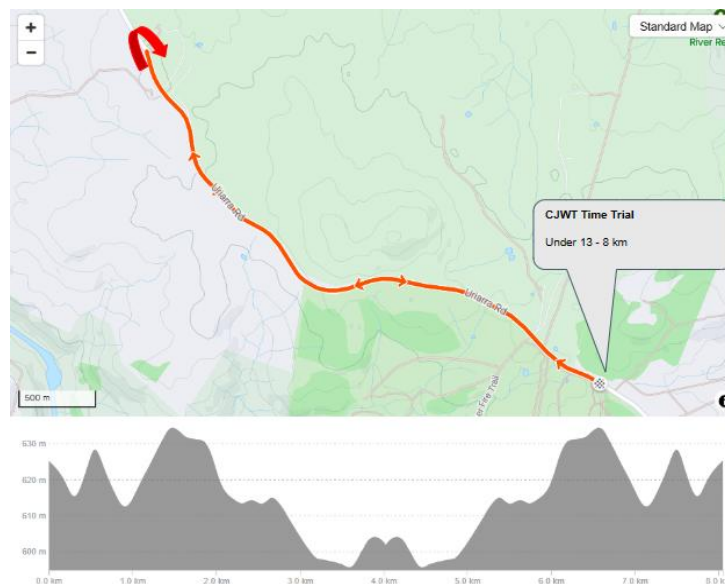 +
Standard Map
River Re
−
Uriarra Rd
CJWT Time Trial
Under 13 - 8 km
Uriarra Rd
er Fire Trail
500 m
630 m
620 m
610 m
600 m
0.0 km 1.0 km 2.0 km 3.0 km 4.0 km 5.0 km 6.0 km 7.0 km 8.0 k